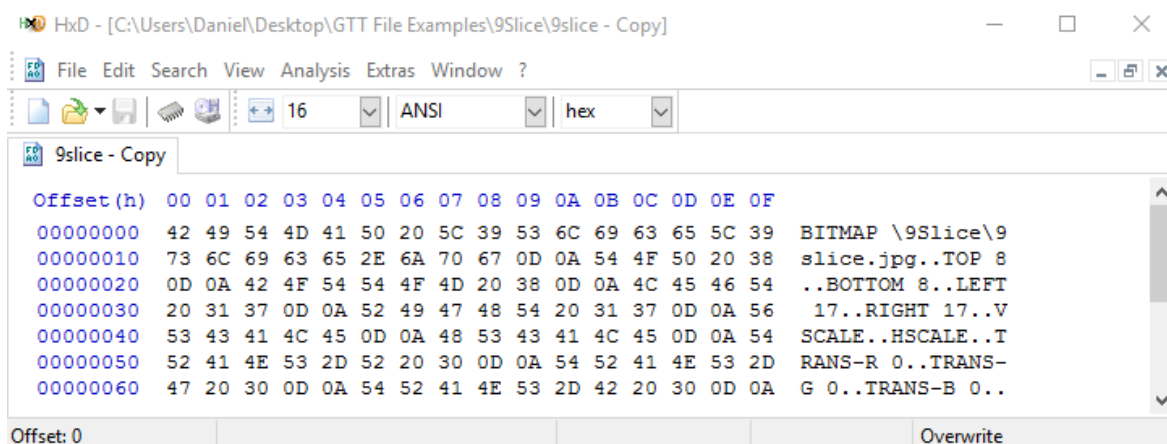 HxD - [C:\Users\Daniel\Desktop\GTT File Examples\9Slice\9slice - Copy]
File Edit Search View Analysis Extras Window ?
16 ANSI hex
9slice - Copy
Offset(h) 00 01 02 03 04 05 06 07 08 09 0A 0B 0C 0D 0E 0F
00000000 42 49 54 4D 41 50 20 5C 39 53 6C 69 63 65 5C 39 BITMAP \9Slice\9
00000010 73 6C 69 63 65 2E 6A 70 67 0D 0A 54 4F 50 20 38 slice.jpg..TOP 8
00000020 0D 0A 42 4F 54 54 4F 4D 20 38 0D 0A 4C 45 46 54 ..BOTTOM 8..LEFT
00000030 20 31 37 0D 0A 52 49 47 48 54 20 31 37 0D 0A 56 17..RIGHT 17..V
00000040 53 43 41 4C 45 0D 0A 48 53 43 41 4C 45 0D 0A 54 SCALE..HSCALE..T
00000050 52 41 4E 53 2D 52 20 30 0D 0A 54 52 41 4E 53 2D RANS-R 0..TRANS-
00000060 47 20 30 0D 0A 54 52 41 4E 53 2D 42 20 30 0D 0A G 0..TRANS-B 0..
Offset: 0 Overwrite